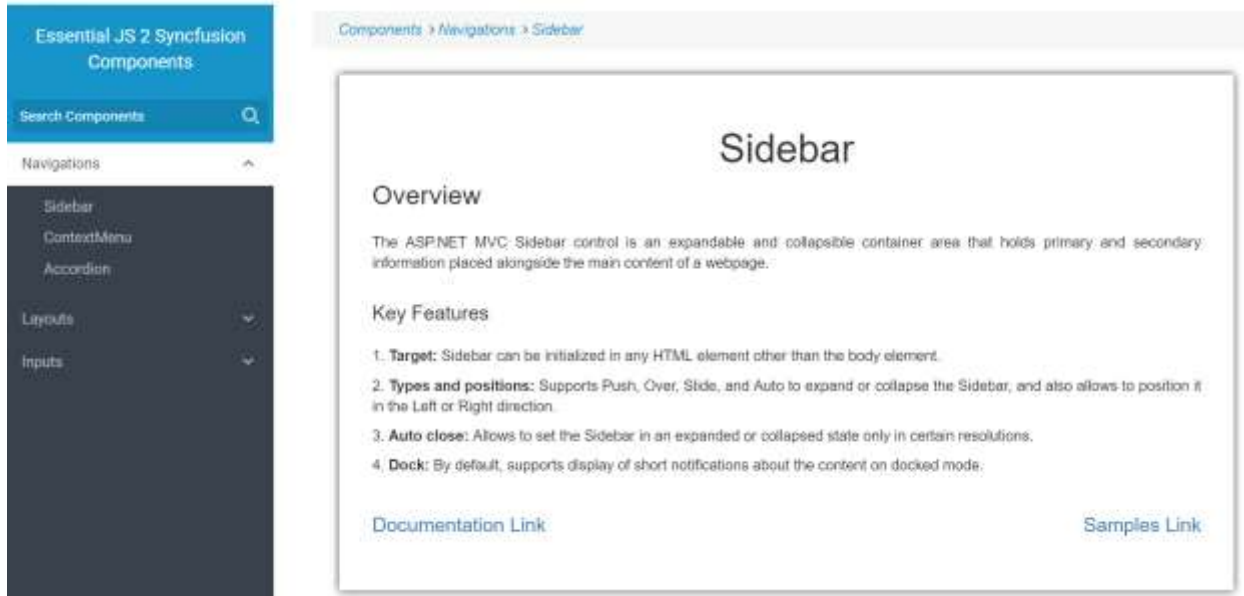 Essential JS 2 Syncfusion
Components
Search Components
Navigations
Sidebar
ContextMenu
Accordion
Layouts
Inputs
Components > Navigations > Sidebar
Sidebar
Overview
The ASP.NET MVC Sidebar control is an expandable and collapsible container area that holds primary and secondary
information placed alongside the main content of a webpage.
Key Features
1. Target: Sidebar can be initialized in any HTML element other than the body element.
2. Types and positions: Supports Push, Over, Slide, and Auto to expand or collapse the Sidebar, and also allows to position it
in the Left or Right direction.
3. Auto close: Allows to set the Sidebar in an expanded or collapsed state only in certain resolutions.
4. Dock: By default, supports display of short notifications about the content on docked mode.
Documentation Link
Samples Link